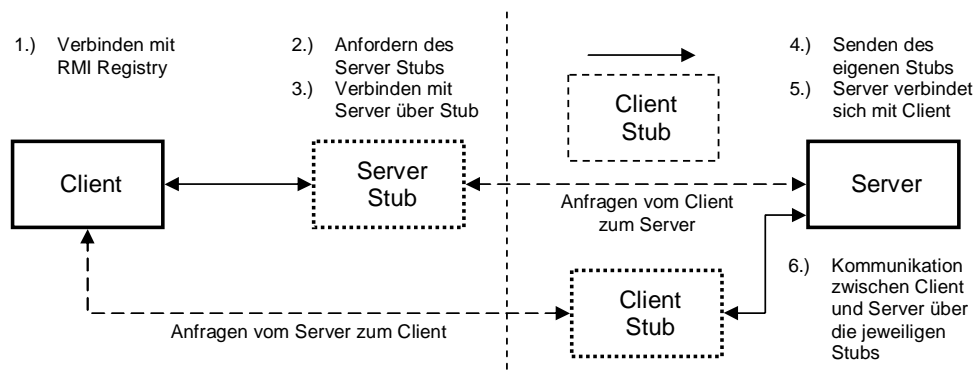 1.) Verbinden mit
RMI Registry
2.) Anfordern des
Server Stubs
3.) Verbinden mit
Server über Stub
4.) Senden des
eigenen Stubs
5.) Server verbindet
sich mit Client
Client
Stub
Client
Server
Stub
Server
Anfragen vom Client
zum Server
Client
Stub
6.) Kommunikation
zwischen Client
und Server über
die jeweiligen
Stubs
Anfragen vom Server zum Client